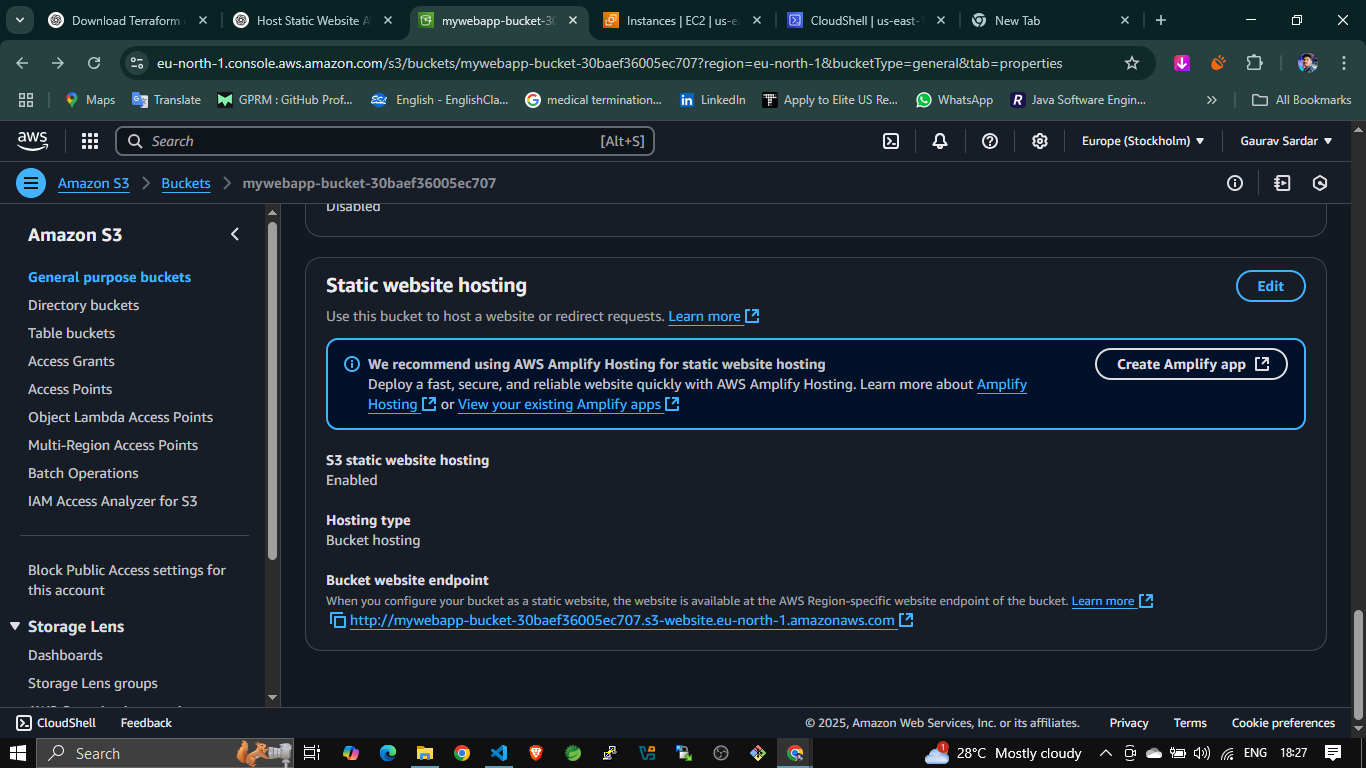 Download Terraform
Host Static Website A
mywebapp-bucket-30
Instances | EC2 | us-ea
CloudShell | us-east-1
New Tab
eu-north-1.console.aws.amazon.com/s3/buckets/mywebapp-bucket-30baef36005ec707?region=eu-north-1&bucketType=general&tab=properties
Maps
Translate
GPRM : GitHub Prof...
English - EnglishCla...
medical termination...
LinkedIn
Apply to Elite US Re...
WhatsApp
Java Software Engin...
All Bookmarks
aws
Search
[Alt+S]
Europe (Stockholm)
Gaurav Sardar
Amazon S3
Buckets
mywebapp-bucket-30baef36005ec707
Amazon S3
General purpose buckets
Directory buckets
Table buckets
Access Grants
Access Points
Object Lambda Access Points
Multi-Region Access Points
Batch Operations
IAM Access Analyzer for S3
Block Public Access settings for
this account
Storage Lens
Dashboards
Storage Lens groups
Disabled
Static website hosting
Edit
Use this bucket to host a website or redirect requests. Learn more
We recommend using AWS Amplify Hosting for static website hosting
Create Amplify app
Deploy a fast, secure, and reliable website quickly with AWS Amplify Hosting. Learn more about Amplify
Hosting or View your existing Amplify apps
S3 static website hosting
Enabled
Hosting type
Bucket hosting
Bucket website endpoint
When you configure your bucket as a static website, the website is available at the AWS Region-specific website endpoint of the bucket. Learn more
http://mywebapp-bucket-30baef36005ec707.s3-website.eu-north-1.amazonaws.com
CloudShell
Feedback
© 2025, Amazon Web Services, Inc. or its affiliates.
Privacy
Terms
Cookie preferences
Search
1
28°C Mostly cloudy
ENG
18:27